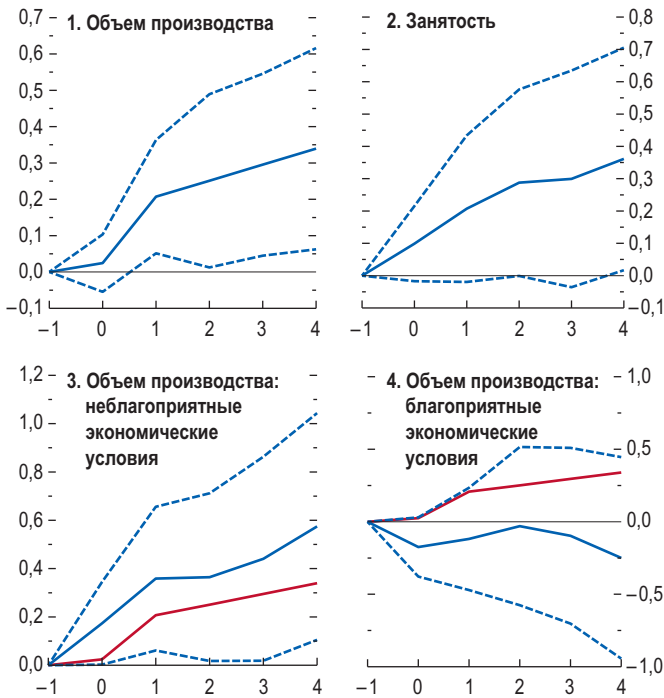 1. Объем производства
0,7
0,6
0,5
0,4
0,3
0,2
0,1
0,0
–0,1
–1 0 1 2 3 4
2. Занятость
0,8
0,7
0,6
0,5
0,4
0,3
0,2
0,1
0,0
–0,1
–1 0 1 2 3 4
3. Объем производства:
неблагоприятные
экономические
условия
1,2
1,0
0,8
0,6
0,4
0,2
0,0
–1 0 1 2 3 4
4. Объем производства:
благоприятные
экономические
условия
1,0
0,5
0,0
–0,5
–1,0
–1 0 1 2 3 4